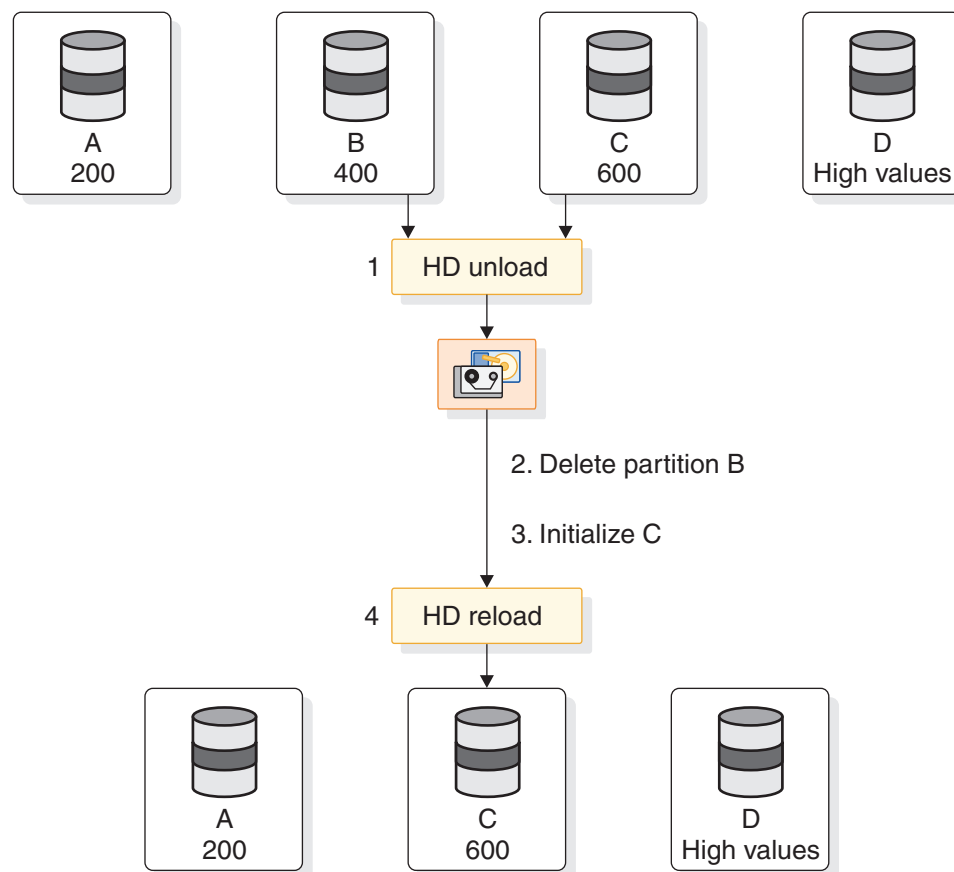 A
200
B
400
C
600
D
High values
1
HD unload
2. Delete partition B
3. Initialize C
4
HD reload
A
200
C
600
D
High values